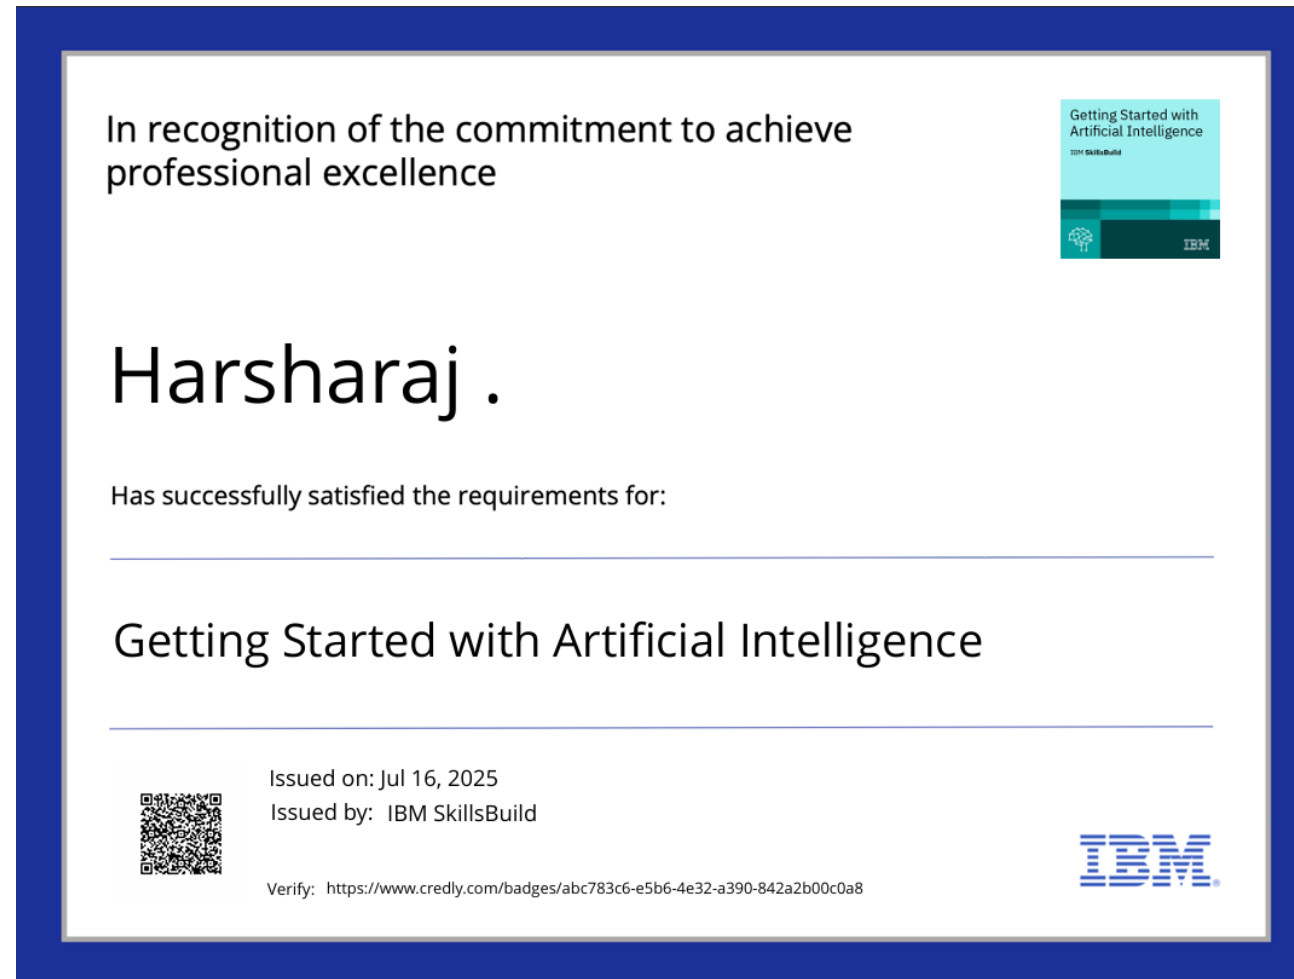 In recognition of the commitment to achieve
professional excellence
Getting Started with
Artificial Intelligence
IBM SkillsBuild
IBM
Harsharaj .
Has successfully satisfied the requirements for:
Getting Started with Artificial Intelligence
Issued on: Jul 16, 2025
Issued by: IBM SkillsBuild
Verify: https://www.credly.com/badges/abc783c6-e5b6-4e32-a390-842a2b00c0a8
IBM®